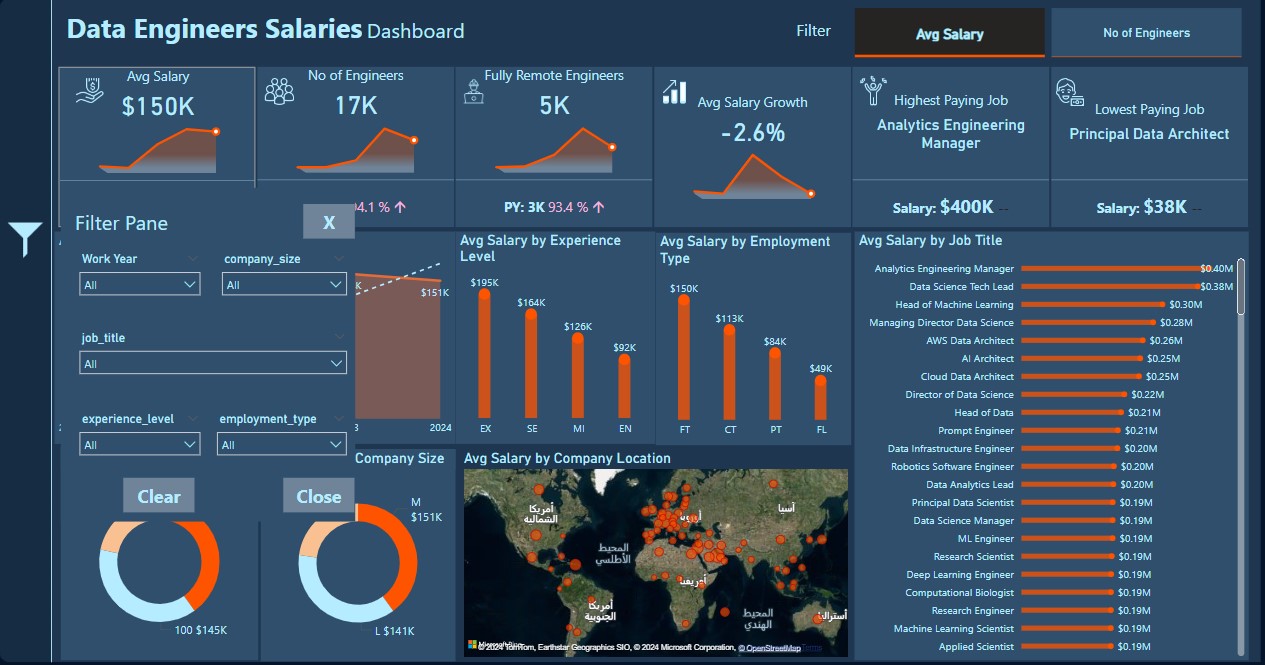 Data Engineers Salaries Dashboard
Filter
Avg Salary
No of Engineers
Avg Salary
$150K
No of Engineers
17K
Fully Remote Engineers
5K
Avg Salary Growth
-2.6%
Highest Paying Job
Analytics Engineering
Manager
Lowest Paying Job
Principal Data Architect
94.1 % ↑
PY: 3K 93.4 % ↑
Salary: $400K --
Salary: $38K --
Filter Pane
X
Work Year
All
company_size
All
job_title
All
experience_level
All
employment_type
All
Clear
Close
$151K
2024
Avg Salary by Experience
Level
$195K
$164K
$126K
$92K
EX
SE
MI
EN
Avg Salary by Employment
Type
$150K
$113K
$84K
$49K
FT
CT
PT
FL
Company Size
100 $145K
M
$151K
L $141K
Avg Salary by Company Location
أمريكا
الشمالية
آسيا
المحيط
الأطلسي
أفريقيا
أمريكا
الجنوبية
المحيط
الهندي
© 2024 TomTom, Earthstar Geographics SIO, © 2024 Microsoft Corporation, © OpenStreetMap
Avg Salary by Job Title
Analytics Engineering Manager $0.40M
Data Science Tech Lead $0.38M
Head of Machine Learning $0.30M
Managing Director Data Science $0.28M
AWS Data Architect $0.26M
AI Architect $0.25M
Cloud Data Architect $0.25M
Director of Data Science $0.22M
Head of Data $0.21M
Prompt Engineer $0.21M
Data Infrastructure Engineer $0.20M
Robotics Software Engineer $0.20M
Data Analytics Lead $0.20M
Principal Data Scientist $0.19M
Data Science Manager $0.19M
ML Engineer $0.19M
Research Scientist $0.19M
Deep Learning Engineer $0.19M
Computational Biologist $0.19M
Research Engineer $0.19M
Machine Learning Scientist $0.19M
Applied Scientist $0.19M